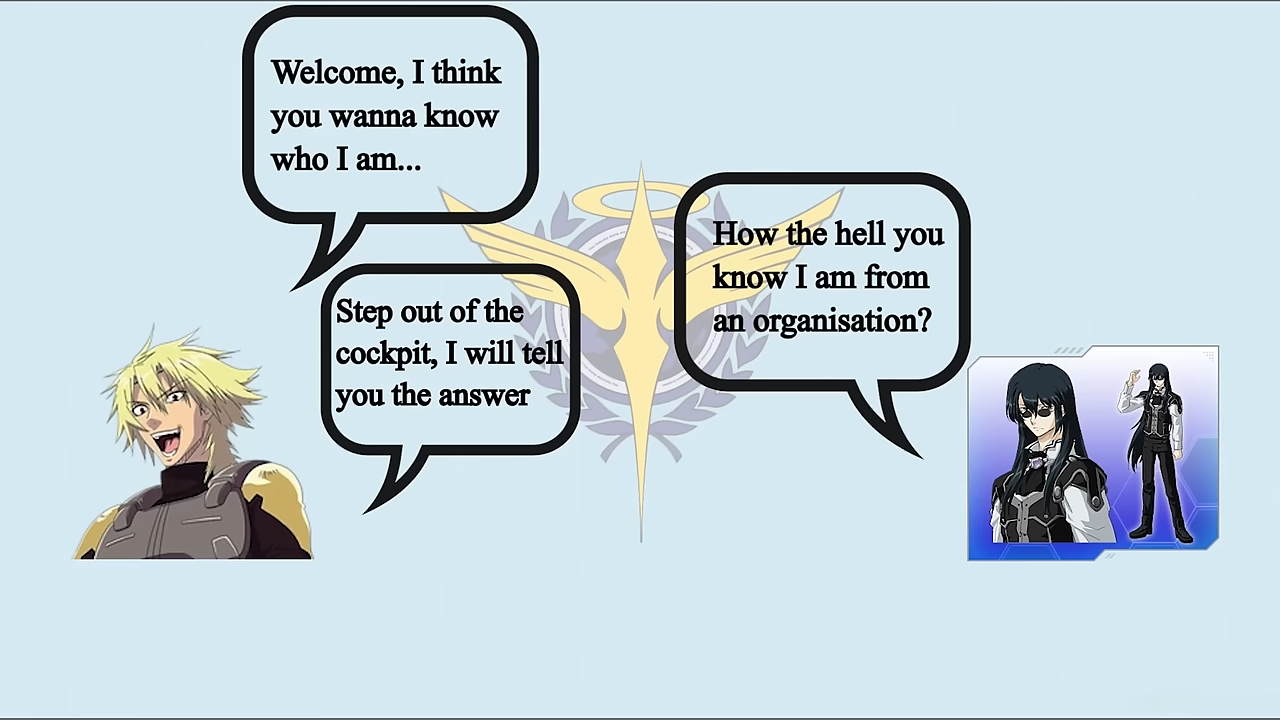 Welcome, I think
you wanna know
who I am...
How the hell you
know I am from
an organisation?
Step out of the
cockpit, I will tell
you the answer